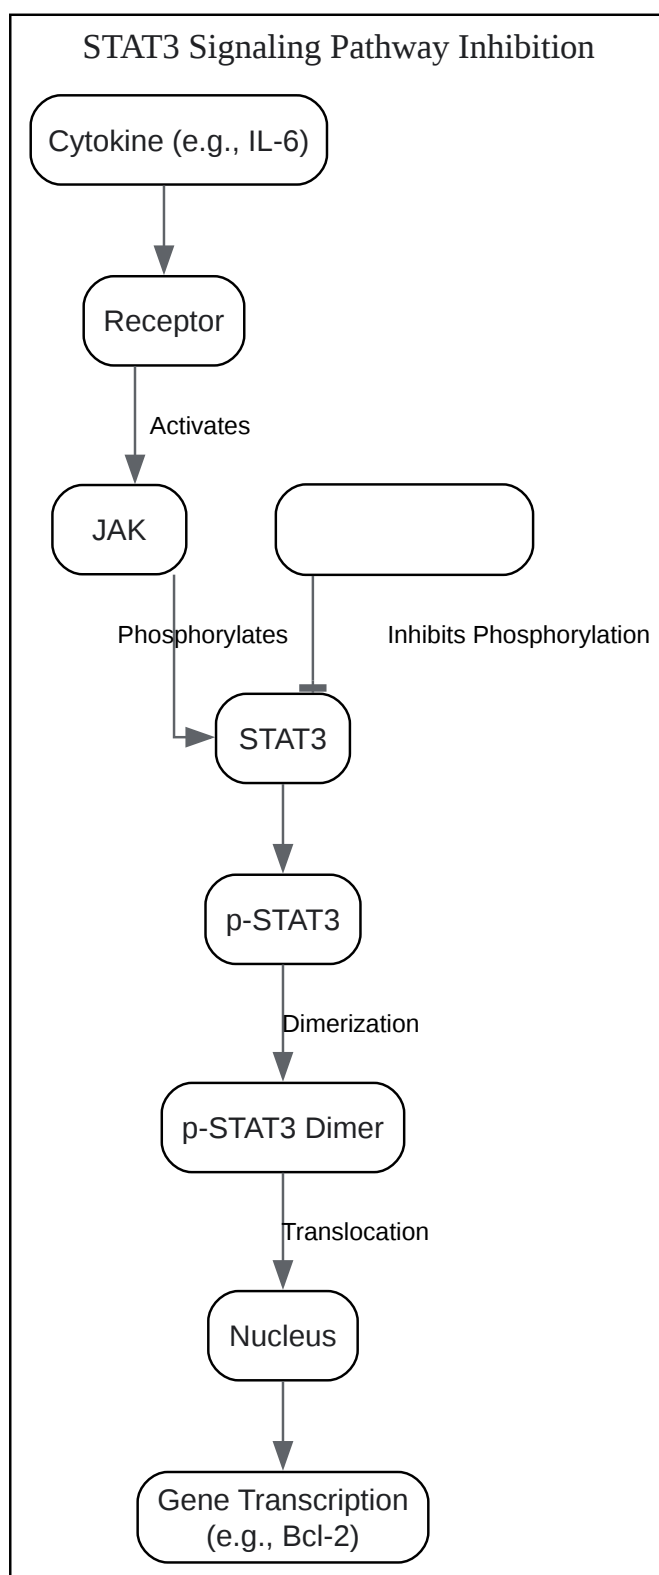 STAT3 Signaling Pathway Inhibition
Cytokine (e.g., IL-6)
Receptor
Activates
JAK
Phosphorylates
Inhibits Phosphorylation
STAT3
p-STAT3
Dimerization
p-STAT3 Dimer
Translocation
Nucleus
Gene Transcription
(e.g., Bcl-2)